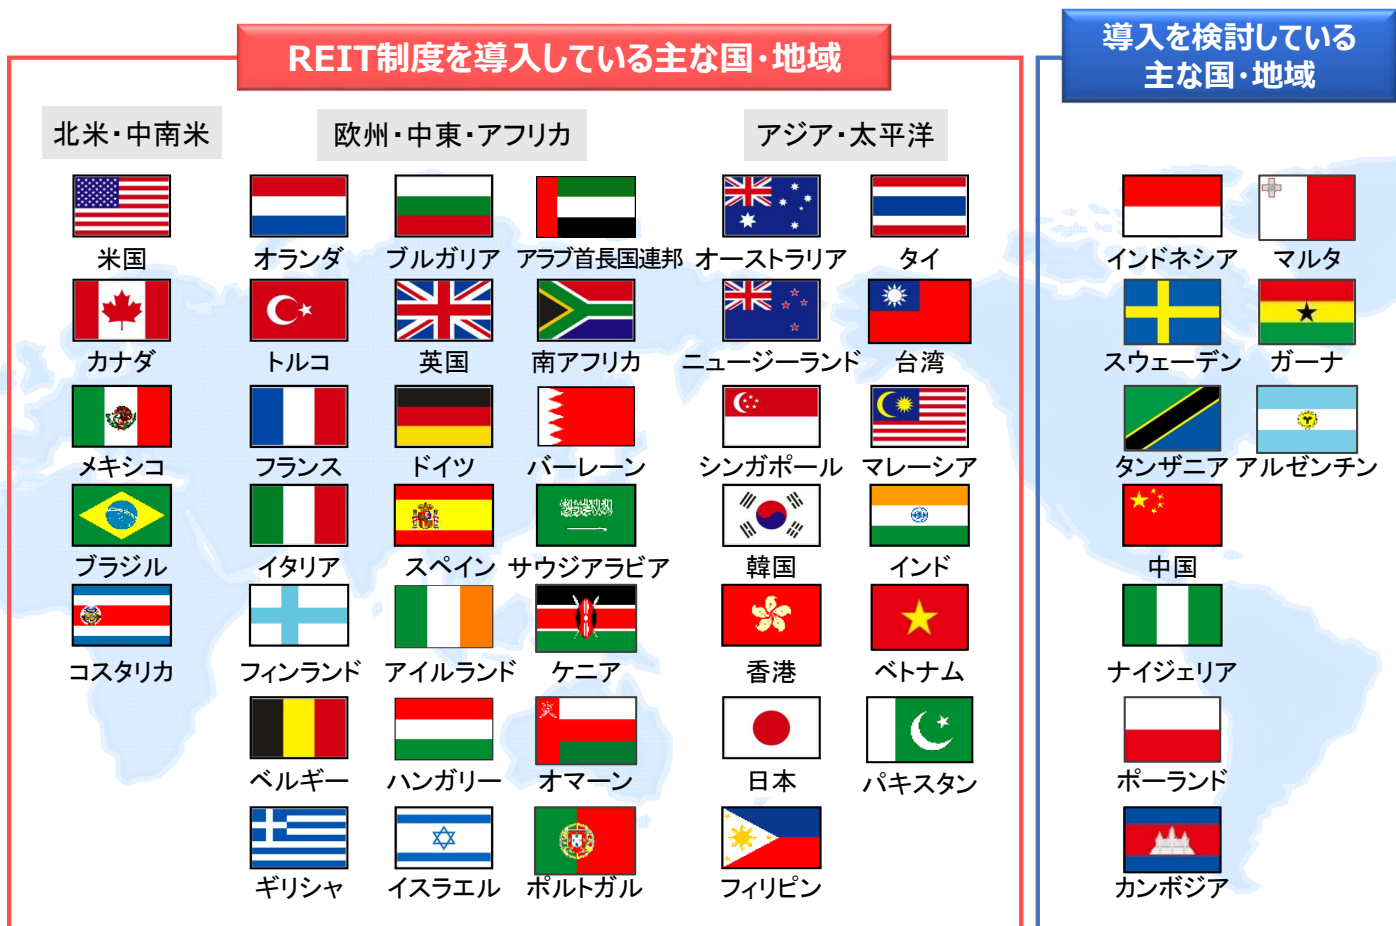 REIT制度を導入している主な国・地域
導入を検討している
主な国・地域
北米・中南米
欧州・中東・アフリカ
アジア・太平洋
米国
オランダ
ブルガリア
アラブ首長国連邦
オーストラリア
タイ
インドネシア
マルタ
カナダ
トルコ
英国
南アフリカ
ニュージーランド
台湾
スウェーデン
ガーナ
メキシコ
フランス
ドイツ
バーレーン
シンガポール
マレーシア
タンザニア
アルゼンチン
ブラジル
イタリア
スペイン
サウジアラビア
韓国
インド
中国
コスタリカ
フィンランド
アイルランド
ケニア
香港
ベトナム
ナイジェリア
ベルギー
ハンガリー
オマーン
日本
パキスタン
ポーランド
ギリシャ
イスラエル
ポルトガル
フィリピン
カンボジア